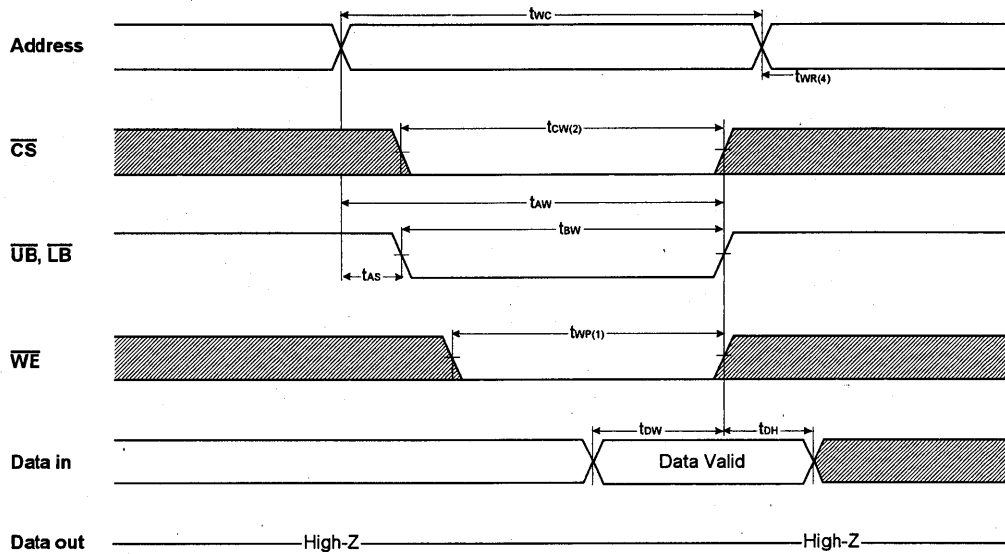 Address
tWC
tWR(4)
CS
tCW(2)
tAW
UB, LB
tBW
tAS
WE
tWP(1)
Data in
tDW
tDH
Data Valid
Data out
High-Z
High-Z